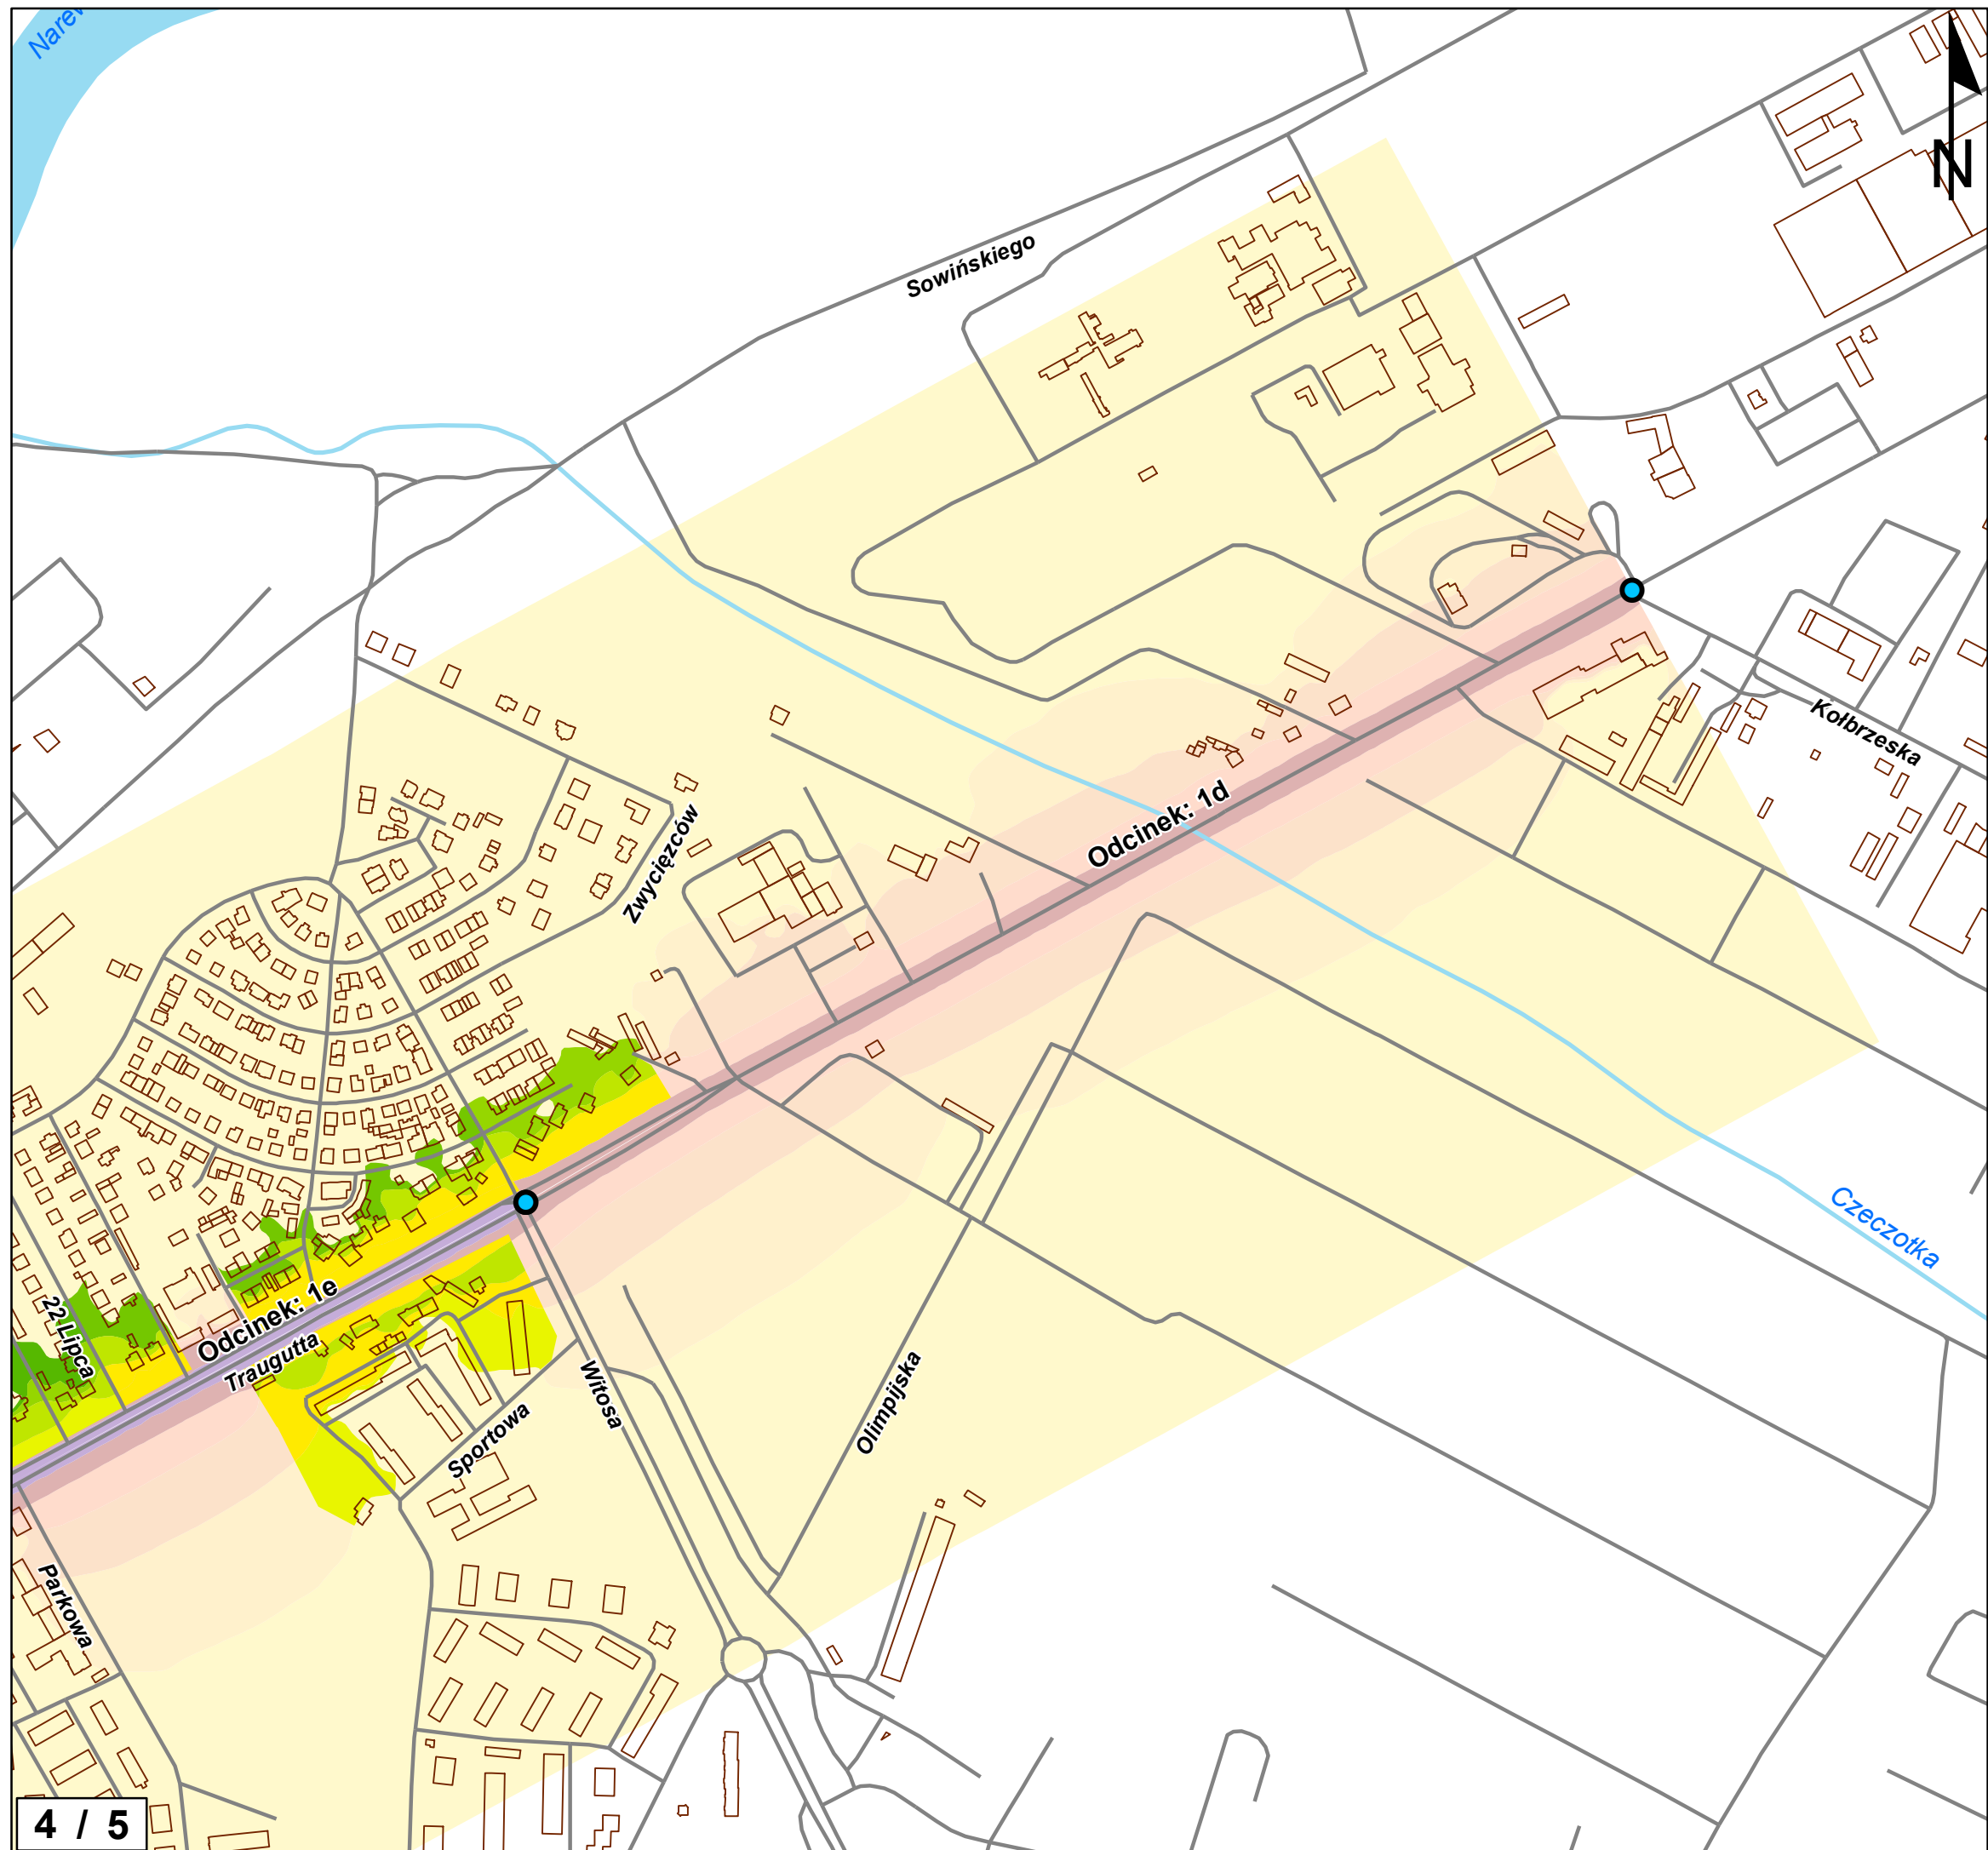 Narew
N
Sowińskiego
Kołbrzeska
Odcinek: 1d
Zwycięzców
Czeczotka
Odcinek: 1e
22 Lipca
Traugutta
Witosa
Olimpijska
Sportowa
Parkowa
4 / 5